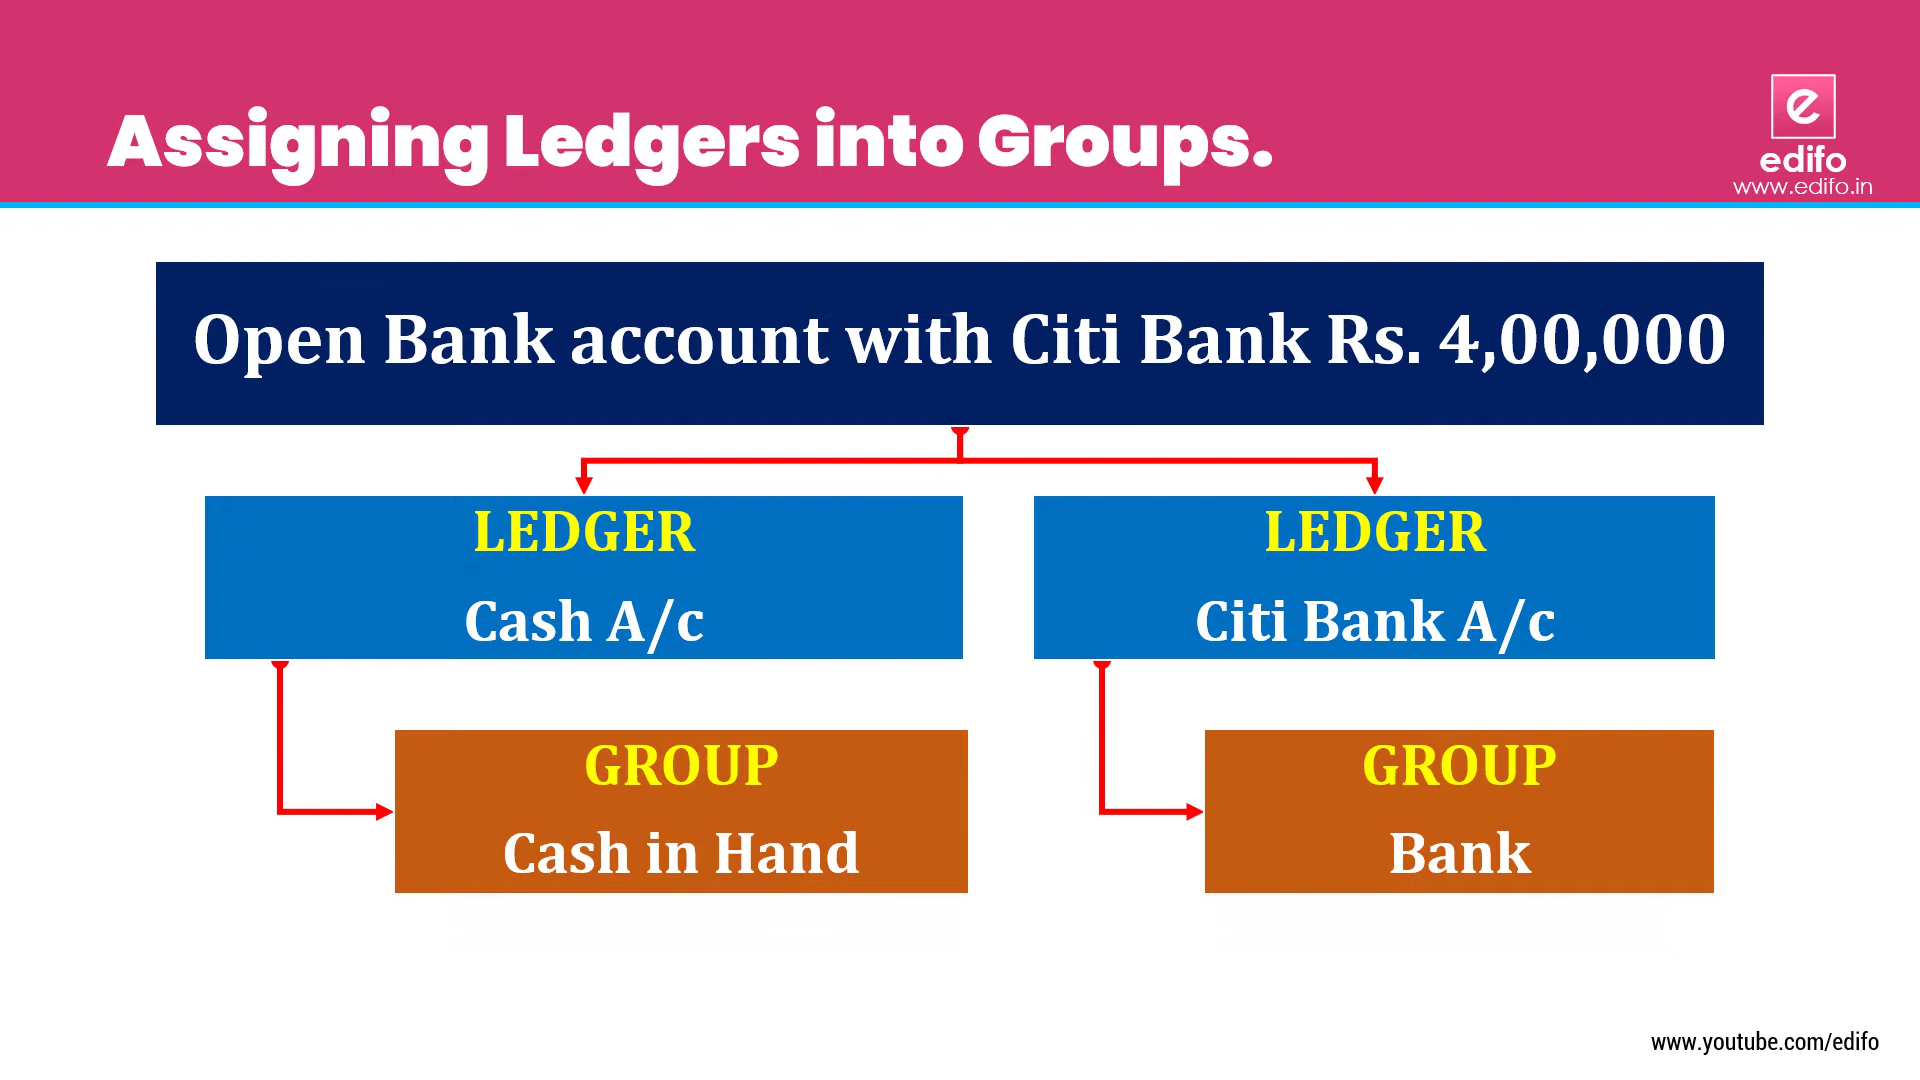 Assigning Ledgers into Groups.
e
edifo
www.edifo.in
Open Bank account with Citi Bank Rs. 4,00,000
LEDGER
Cash A/c
LEDGER
Citi Bank A/c
GROUP
Cash in Hand
GROUP
Bank
www.youtube.com/edifo